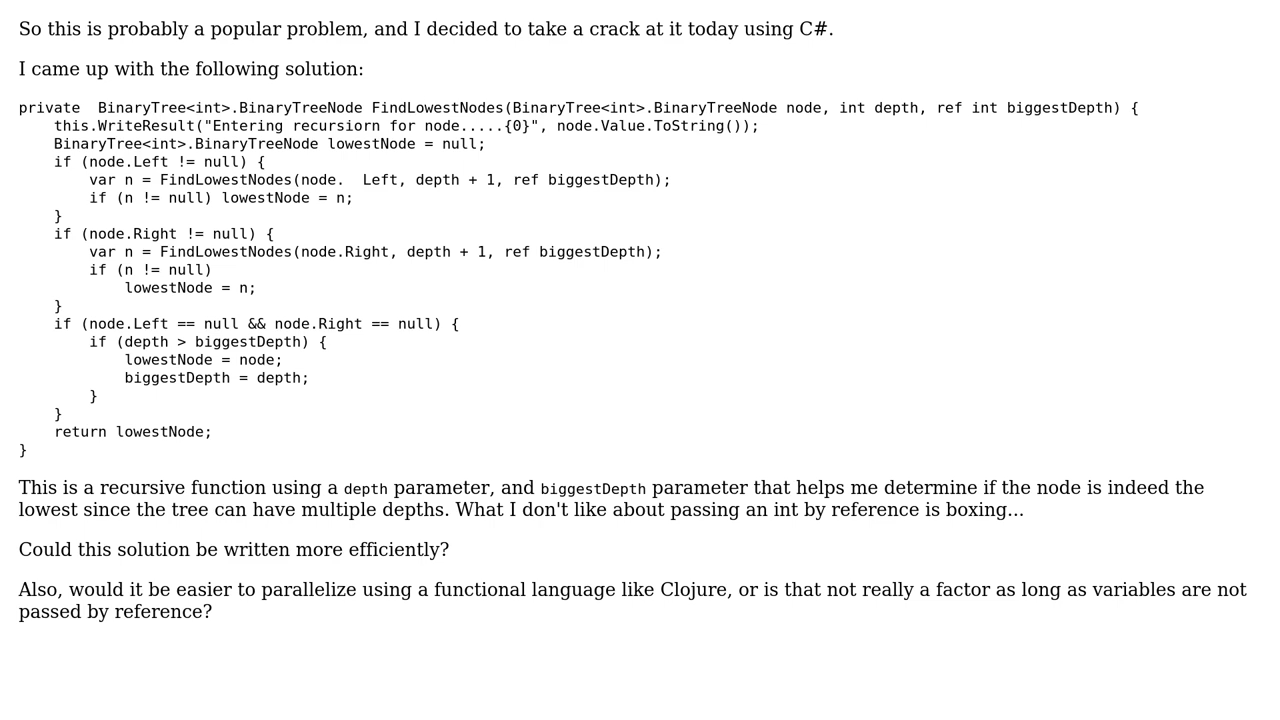 So this is probably a popular problem, and I decided to take a crack at it today using C#.
I came up with the following solution:
private  BinaryTree<int>.BinaryTreeNode FindLowestNodes(BinaryTree<int>.BinaryTreeNode node, int depth, ref int biggestDepth) {
    this.WriteResult("Entering recursiorn for node.....{0}", node.Value.ToString());
    BinaryTree<int>.BinaryTreeNode lowestNode = null;
    if (node.Left != null) {
        var n = FindLowestNodes(node.  Left, depth + 1, ref biggestDepth);
        if (n != null) lowestNode = n;
    }
    if (node.Right != null) {
        var n = FindLowestNodes(node.Right, depth + 1, ref biggestDepth);
        if (n != null)
            lowestNode = n;
    }
    if (node.Left == null && node.Right == null) {
        if (depth > biggestDepth) {
            lowestNode = node;
            biggestDepth = depth;
        }
    }
    return lowestNode;
}
This is a recursive function using a depth parameter, and biggestDepth parameter that helps me determine if the node is indeed the
lowest since the tree can have multiple depths. What I don't like about passing an int by reference is boxing...
Could this solution be written more efficiently?
Also, would it be easier to parallelize using a functional language like Clojure, or is that not really a factor as long as variables are not
passed by reference?